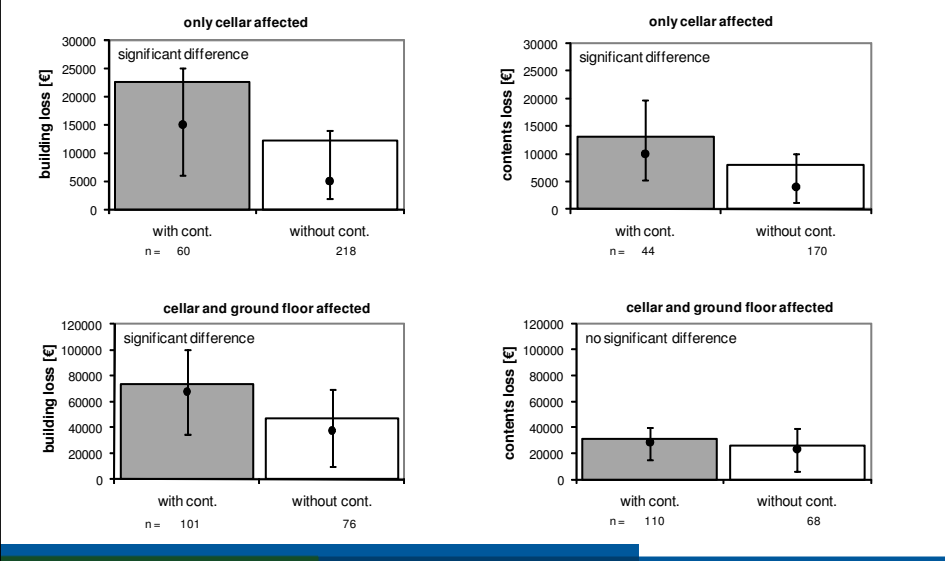 only cellar affected
30000
25000
20000
15000
10000
5000
0
building loss [€]
significant difference
with cont. without cont.
n = 60 218
only cellar affected
30000
25000
20000
15000
10000
5000
0
contents loss [€]
significant difference
with cont. without cont.
n = 44 170
cellar and ground floor affected
120000
100000
80000
60000
40000
20000
0
building loss [€]
significant difference
with cont. without cont.
n = 101 76
cellar and ground floor affected
120000
100000
80000
60000
40000
20000
0
contents loss [€]
no significant difference
with cont. without cont.
n = 110 68